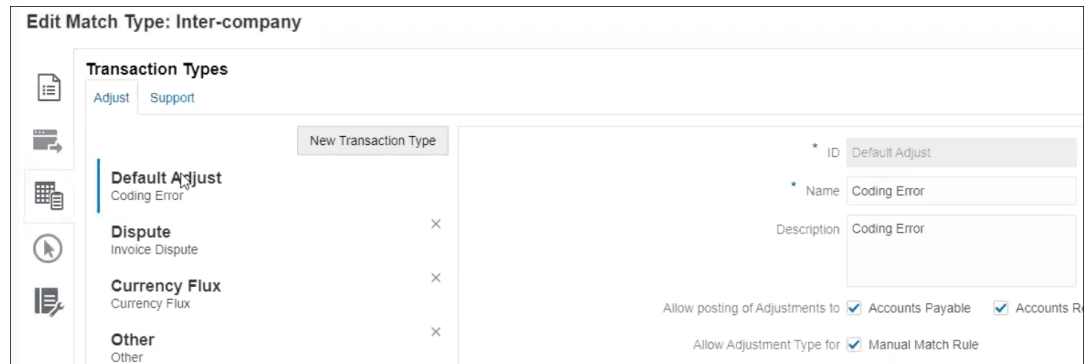 Edit Match Type: Inter-company
Transaction Types
Adjust Support
New Transaction Type
Default Adjust
Coding Error
Dispute
Invoice Dispute
Currency Flux
Currency Flux
Other
Other
* ID Default Adjust
* Name Coding Error
Description Coding Error
Allow posting of Adjustments to Accounts Payable Accounts
Allow Adjustment Type for Manual Match Rule